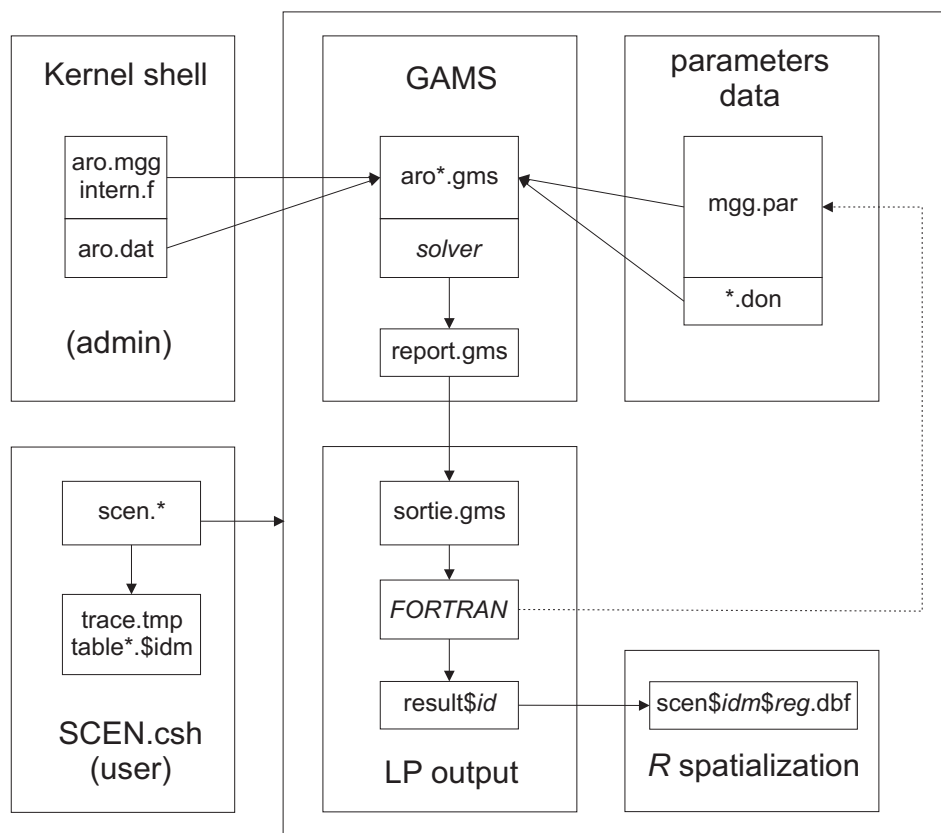 Kernel shell
aro.mgg
intern.f
aro.dat
(admin)
GAMS
aro*.gms
solver
report.gms
parameters
data
mgg.par
*.don
scen.*
trace.tmp
table*.$idm
SCEN.csh
(user)
sortie.gms
FORTRAN
result$id
LP output
scen$idm$reg.dbf
R spatialization